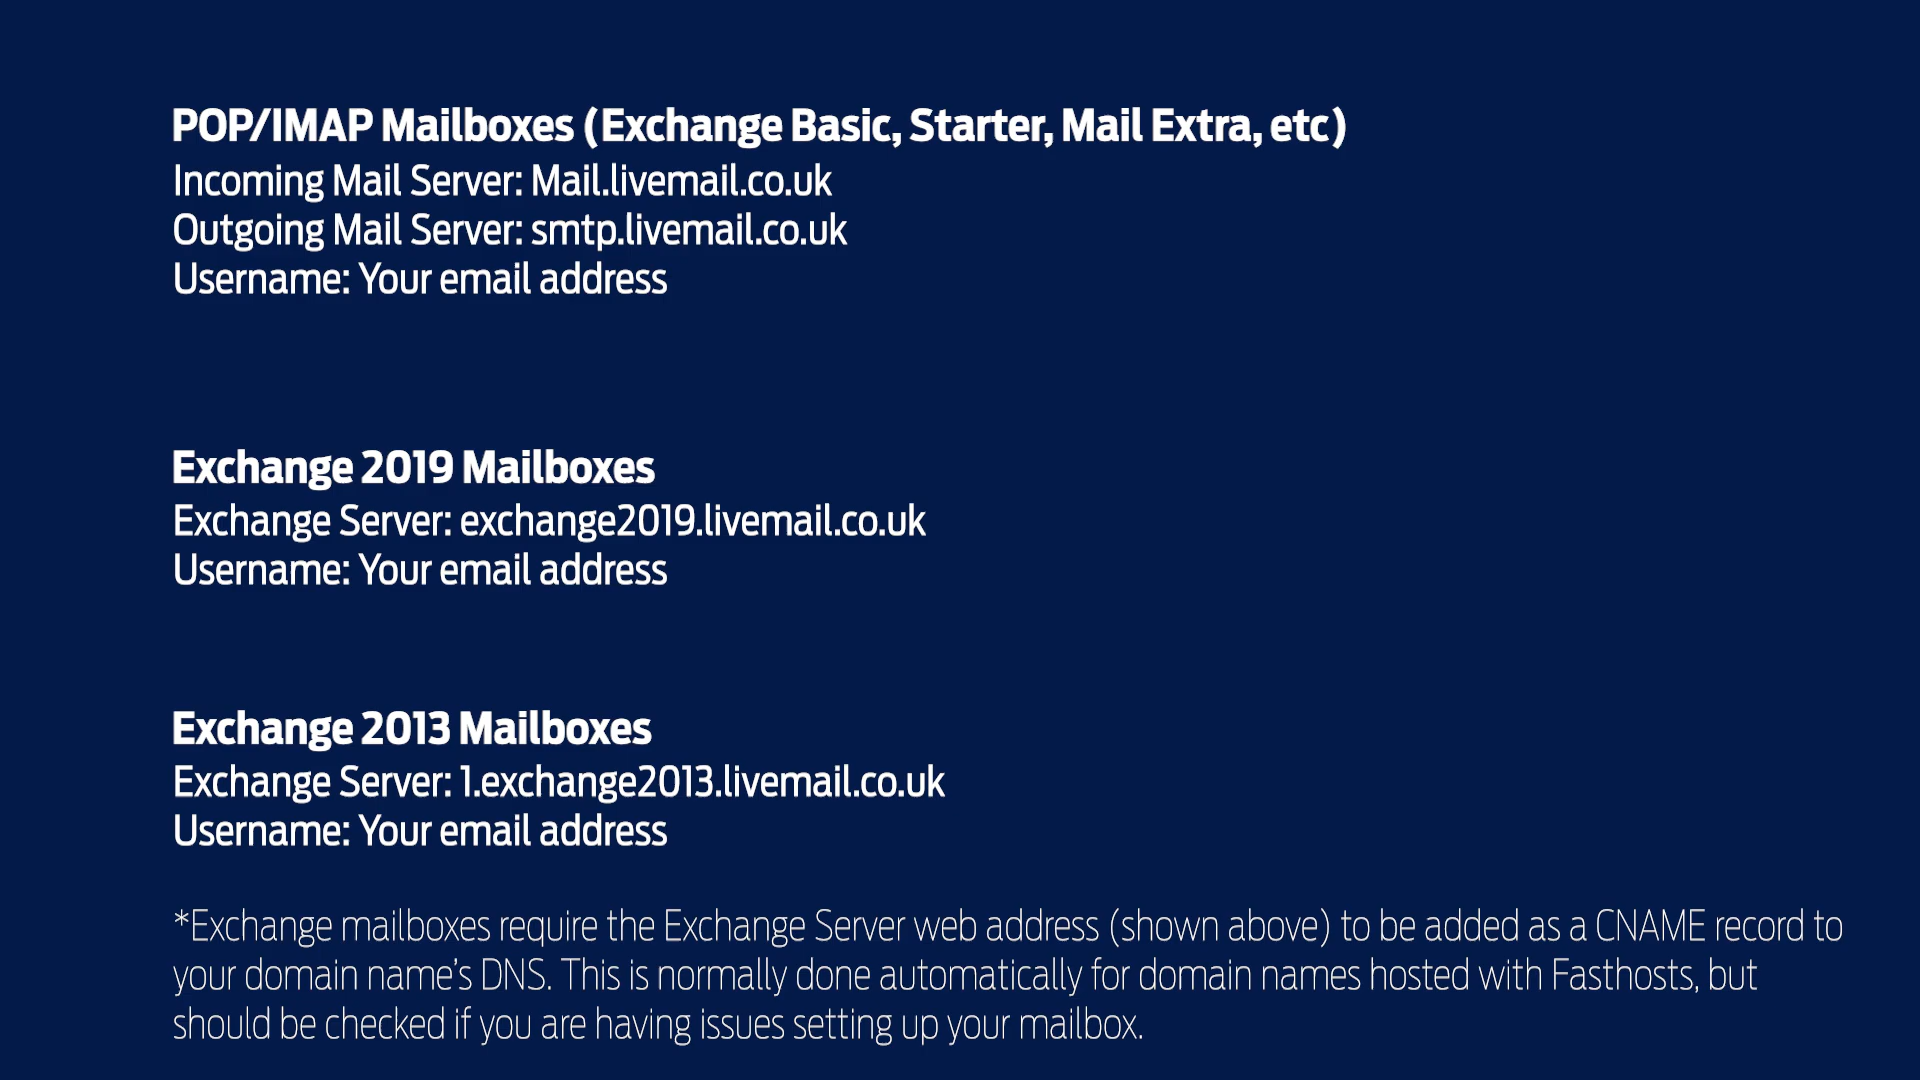 POP/IMAP Mailboxes (Exchange Basic, Starter, Mail Extra, etc)
Incoming Mail Server: Mail.livemail.co.uk
Outgoing Mail Server: smtp.livemail.co.uk
Username: Your email address
Exchange 2019 Mailboxes
Exchange Server: exchange2019.livemail.co.uk
Username: Your email address
Exchange 2013 Mailboxes
Exchange Server: 1.exchange2013.livemail.co.uk
Username: Your email address
*Exchange mailboxes require the Exchange Server web address (shown above) to be added as a CNAME record to
your domain name’s DNS. This is normally done automatically for domain names hosted with Fasthosts, but
should be checked if you are having issues setting up your mailbox.